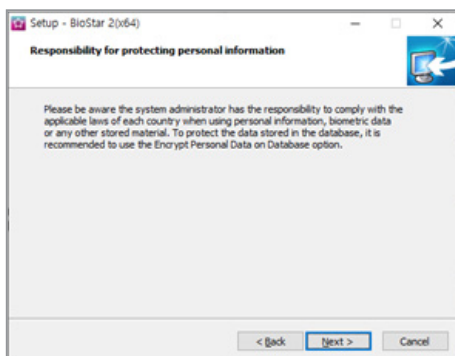 Setup - BioStar 2(x64)
Responsibility for protecting personal information
Please be aware the system administrator has the responsibility to comply with the
applicable laws of each country when using personal information, biometric data
or any other stored material. To protect the data stored in the database, it is
recommended to use the Encrypt Personal Data on Database option.
< Back
Next >
Cancel